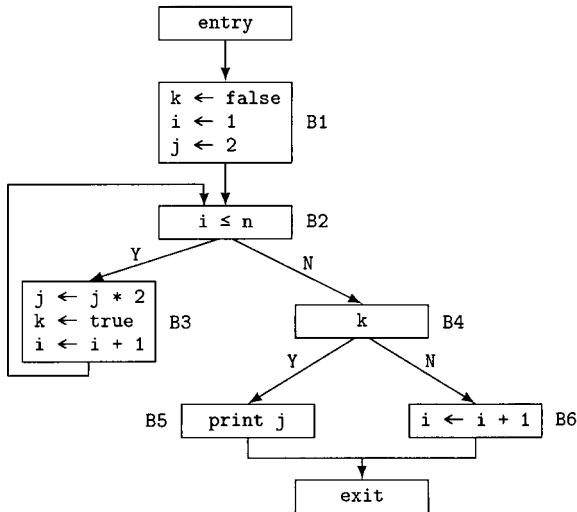 entry
k ← false
i ← 1
j ← 2
B1
i ≤ n
B2
Y
N
j ← j * 2
k ← true
i ← i + 1
B3
k
B4
Y
N
B5
print j
i ← i + 1
B6
exit